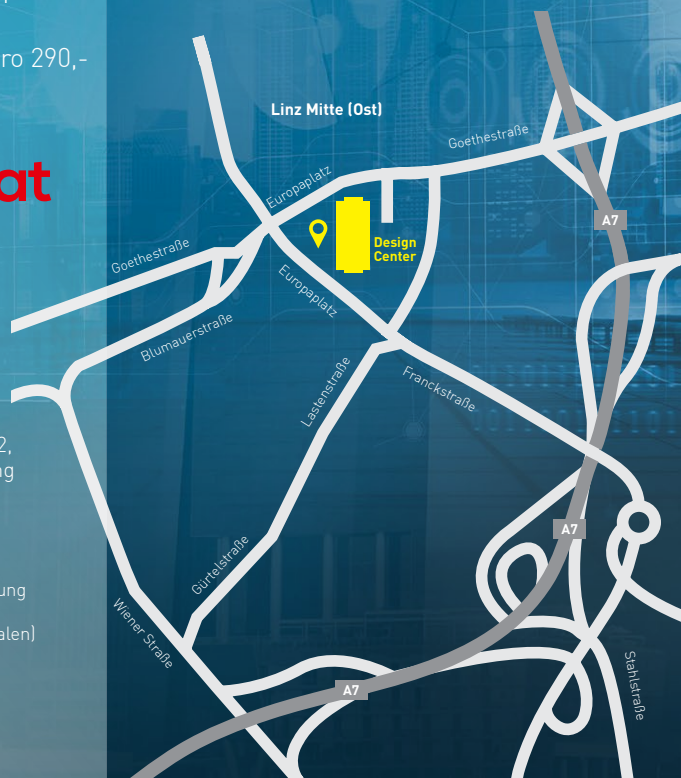 ro 290,-
at
2,
ng
ung
alen)
Linz Mitte (Ost)
Goethestraße
Europaplatz
A7
Design
Center
Goethestraße
Europaplatz
Blumauerstraße
Lastenstraße
Franckstraße
A7
Gürtelstraße
Wiener Straße
Stahlstraße
A7